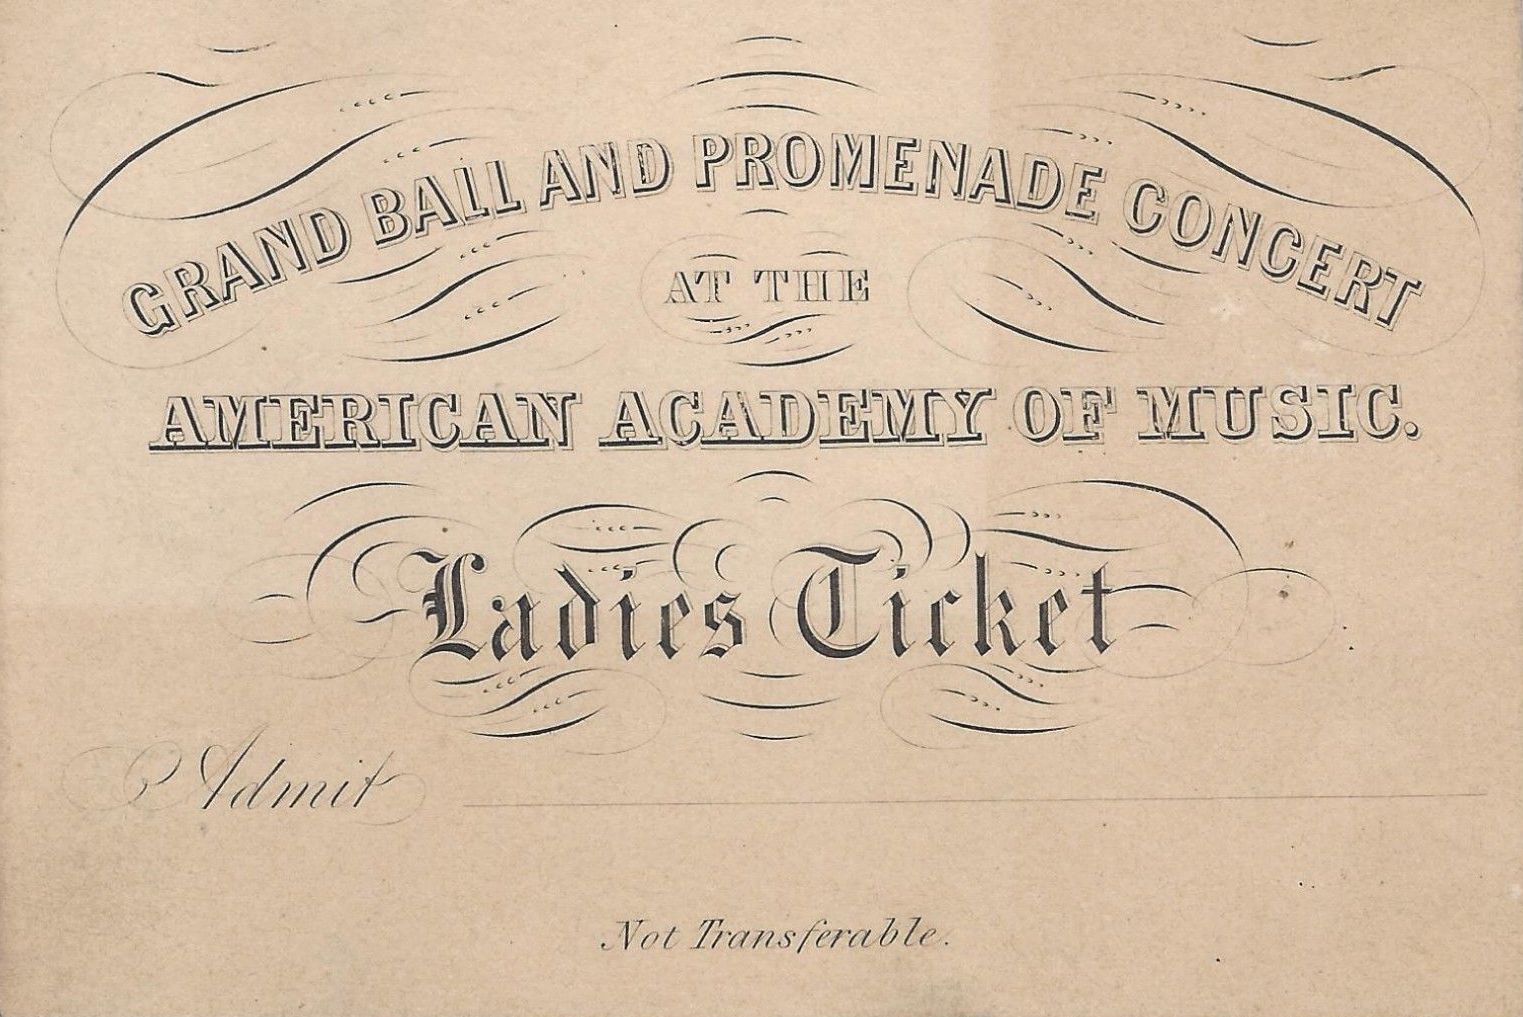 GRAND BALL AND PROMENADE CONCERT
AT THE
AMERICAN ACADEMY OF MUSIC.
Ladies Ticket
Admit
Not Transferable.